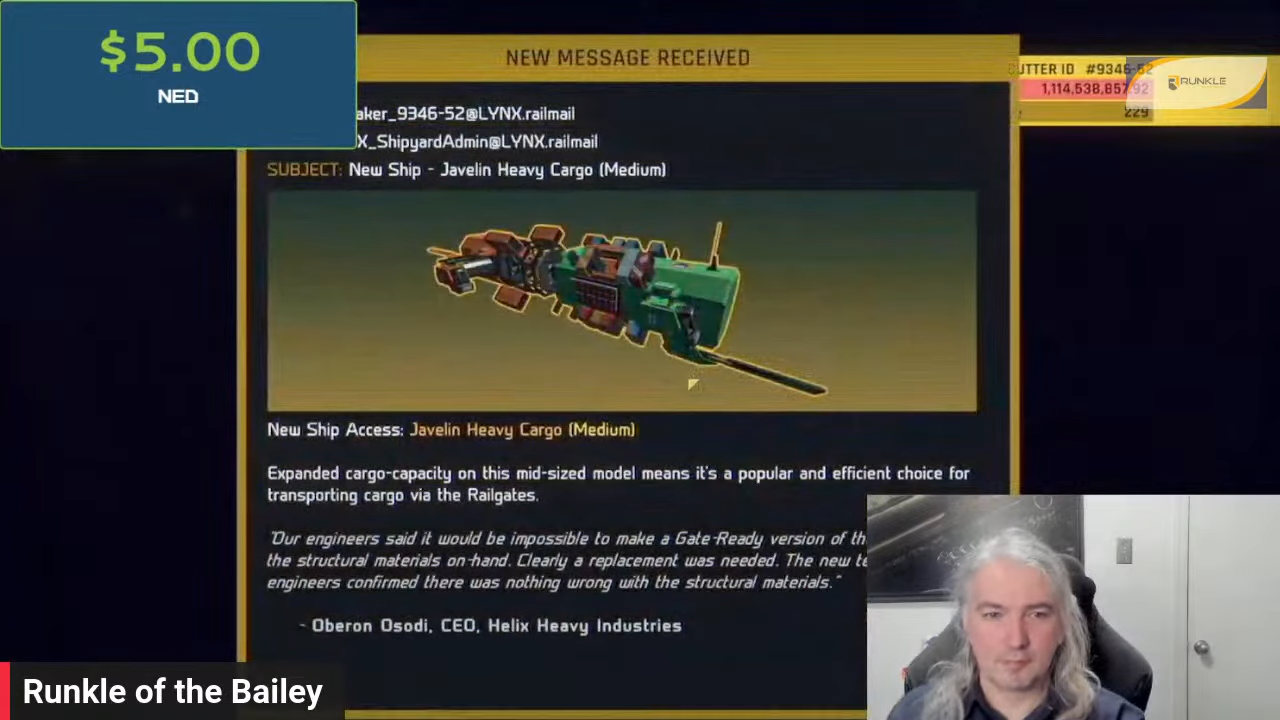 $5.00
NED
NEW MESSAGE RECEIVED
CUTTER ID #9346-52
1,114,538,857.92
229
RUNKLE
aker_9346-52@LYNX.railmail
X_ShipyardAdmin@LYNX.railmail
SUBJECT: New Ship - Javelin Heavy Cargo (Medium)
New Ship Access: Javelin Heavy Cargo (Medium)
Expanded cargo-capacity on this mid-sized model means it's a popular and efficient choice for
transporting cargo via the Railgates.
"Our engineers said it would be impossible to make a Gate-Ready version of th
the structural materials on-hand. Clearly a replacement was needed. The new te
engineers confirmed there was nothing wrong with the structural materials."
- Oberon Osodi, CEO, Helix Heavy Industries
Runkle of the Bailey